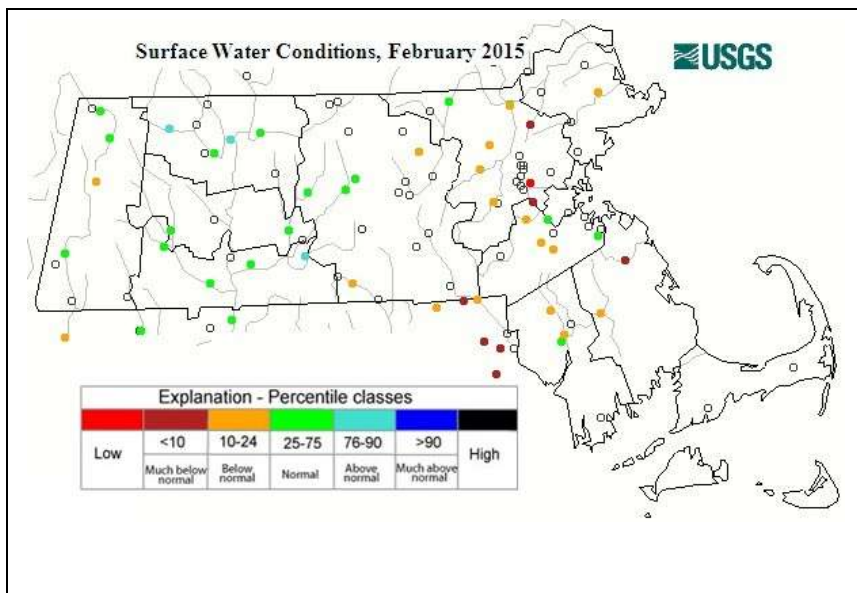 Surface Water Conditions, February 2015
USGS
Explanation - Percentile classes
Low <10 10-24 25-75 76-90 >90 High
Much below normal Below normal Normal Above normal Much above normal